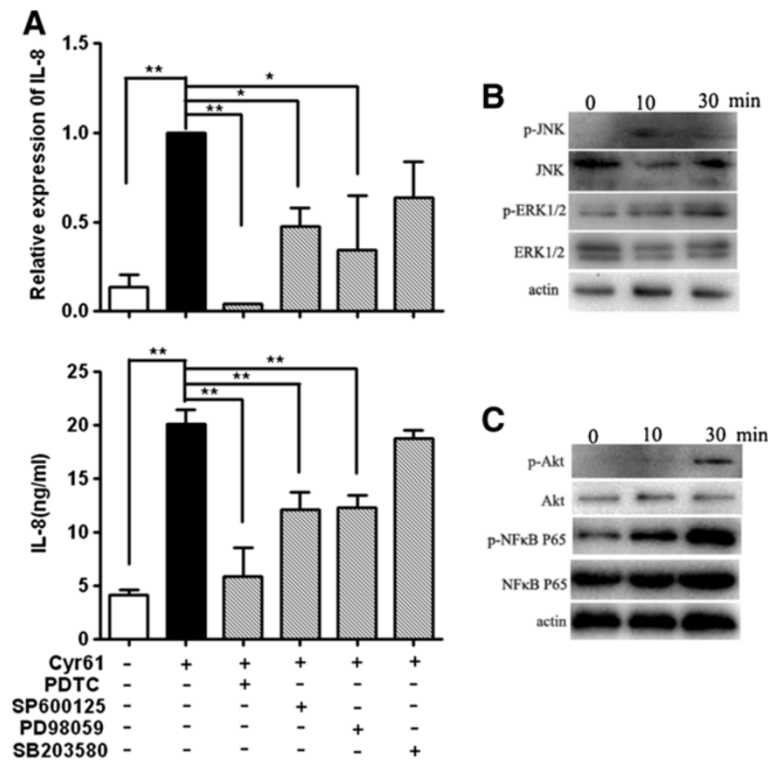 A
Relative expression 0f IL-8
1.5
1.0
0.5
0.0
**
*
*
**
IL-8(ng/ml)
25
20
15
10
5
0
**
**
**
**
Cyr61 - + + + + +
PDTC - - + - - -
SP600125 - - - + - -
PD98059 - - - - + -
SB203580 - - - - - +
B
0 10 30 min
p-JNK
JNK
p-ERK1/2
ERK1/2
actin
C
0 10 30 min
p-Akt
Akt
p-NFκB P65
NFκB P65
actin